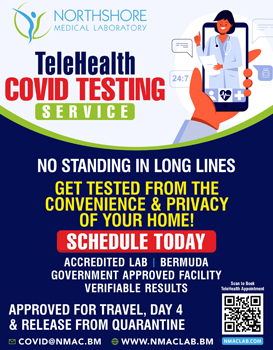 NORTHSHORE
MEDICAL LABORATORY
24:7
TeleHealth
COVID TESTING
SERVICE
NO STANDING IN LONG LINES
GET TESTED FROM THE
CONVENIENCE & PRIVACY
OF YOUR HOME!
SCHEDULE TODAY
ACCREDITED LAB | BERMUDA
GOVERNMENT APPROVED FACILITY
VERIFIABLE RESULTS
APPROVED FOR TRAVEL, DAY 4
& RELEASE FROM QUARANTINE
Scan to Book
TeleHealth Appointment
NMACLAB.COM
COVID@NMAC.BM
WWW.NMACLAB.BM